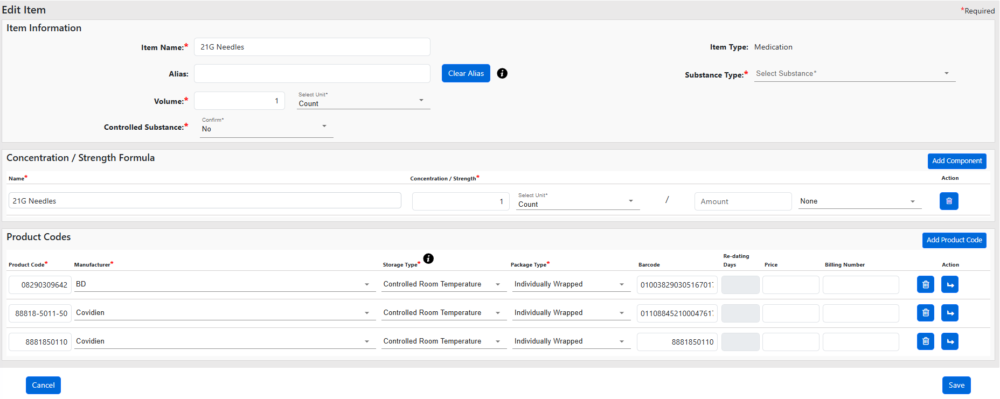 Edit Item
*Required
Item Information
Item Name:* 21G Needles
Item Type: Medication
Alias: Clear Alias i
Substance Type:* Select Substance*
Volume:* 1 Select Unit* Count
Controlled Substance:* Confirm* No
Concentration / Strength Formula
Add Component
Name* Concentration / Strength* Action
21G Needles 1 Select Unit* Count / Amount None
Product Codes
Add Product Code
Product Code* Manufacturer* Storage Type* i Package Type* Barcode Re-dating Days Price Billing Number Action
08290309642 BD Controlled Room Temperature Individually Wrapped 010038290305167017
88818-5011-50 Covidien Controlled Room Temperature Individually Wrapped 011088452100047617
8881850110 Covidien Controlled Room Temperature Individually Wrapped 8881850110
Cancel Save